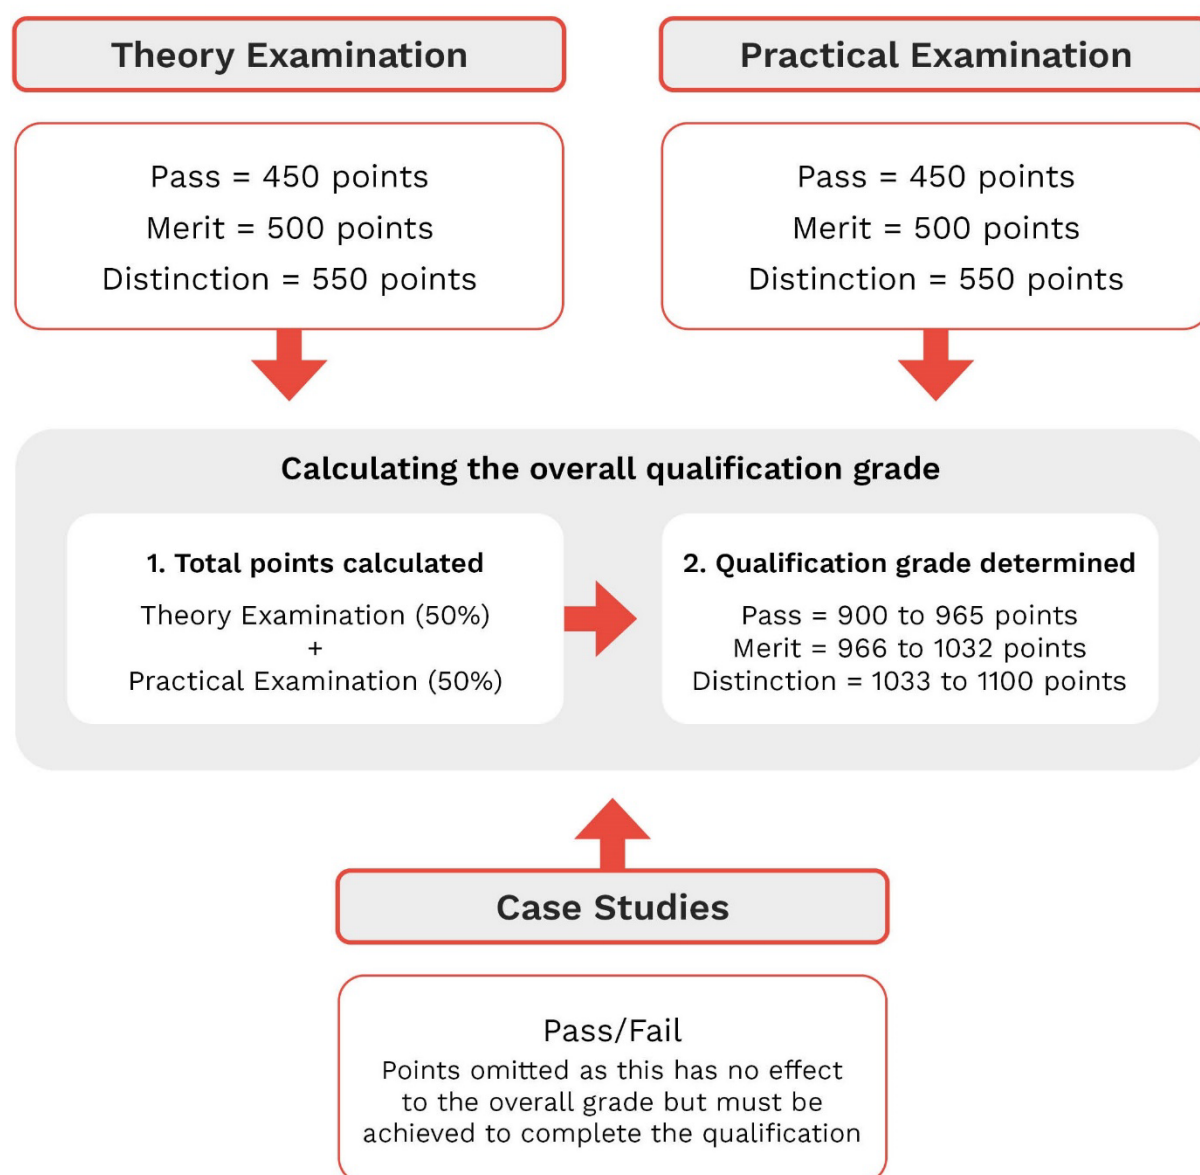 Theory Examination
Pass = 450 points
Merit = 500 points
Distinction = 550 points
Practical Examination
Pass = 450 points
Merit = 500 points
Distinction = 550 points
Calculating the overall qualification grade
1. Total points calculated
Theory Examination (50%)
+
Practical Examination (50%)
2. Qualification grade determined
Pass = 900 to 965 points
Merit = 966 to 1032 points
Distinction = 1033 to 1100 points
Case Studies
Pass/Fail
Points omitted as this has no effect
to the overall grade but must be
achieved to complete the qualification